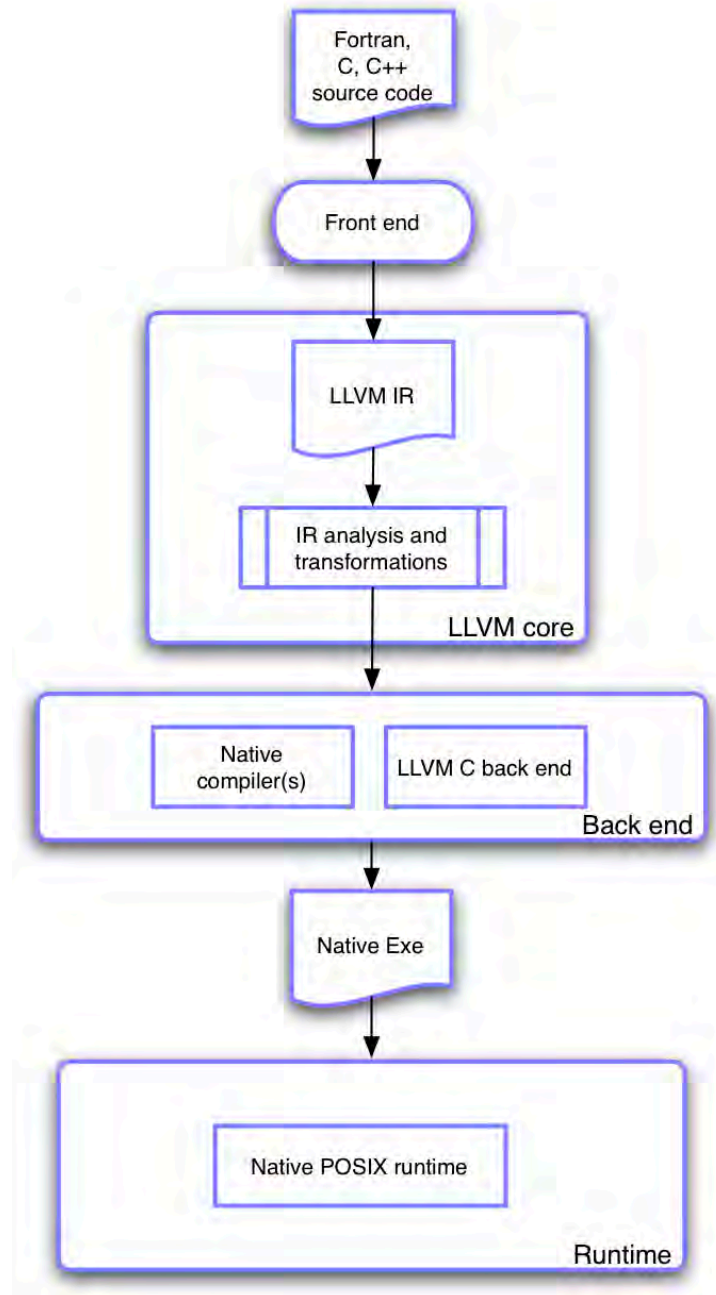 Fortran,
C, C++
source code
Front end
LLVM IR
IR analysis and
transformations
LLVM core
Native
compiler(s)
LLVM C back end
Back end
Native Exe
Native POSIX runtime
Runtime